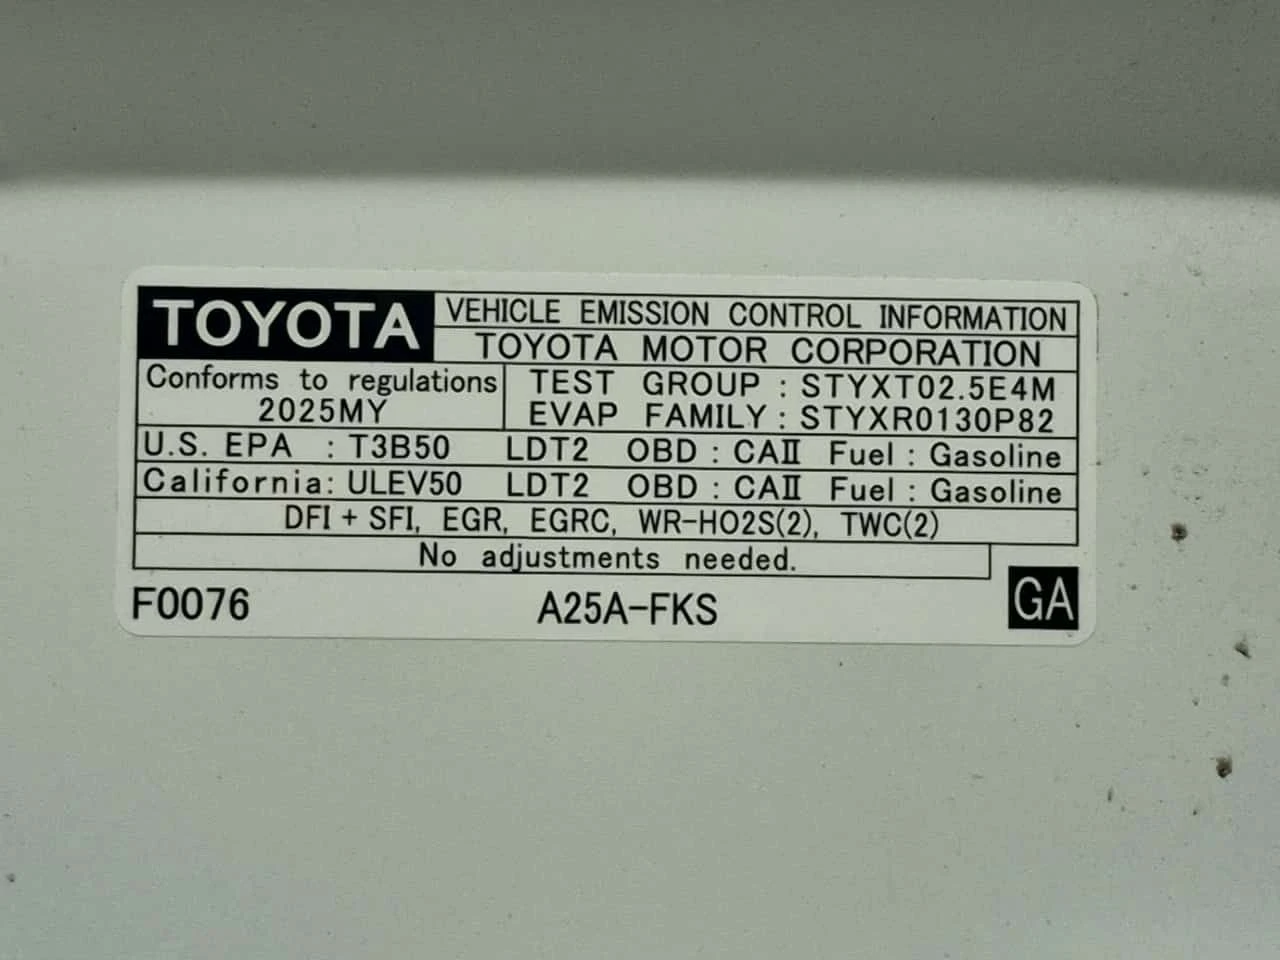 TOYOTA VEHICLE EMISSION CONTROL INFORMATION
TOYOTA MOTOR CORPORATION
Conforms to regulations
2025MY
TEST GROUP : STYXT02.5E4M
EVAP FAMILY : STYXR0130P82
U.S. EPA : T3B50 LDT2 OBD : CAⅡ Fuel : Gasoline
California: ULEV50 LDT2 OBD : CAⅡ Fuel : Gasoline
DFI + SFI, EGR, EGRC, WR-HO2S(2), TWC(2)
No adjustments needed.
F0076 A25A-FKS GA